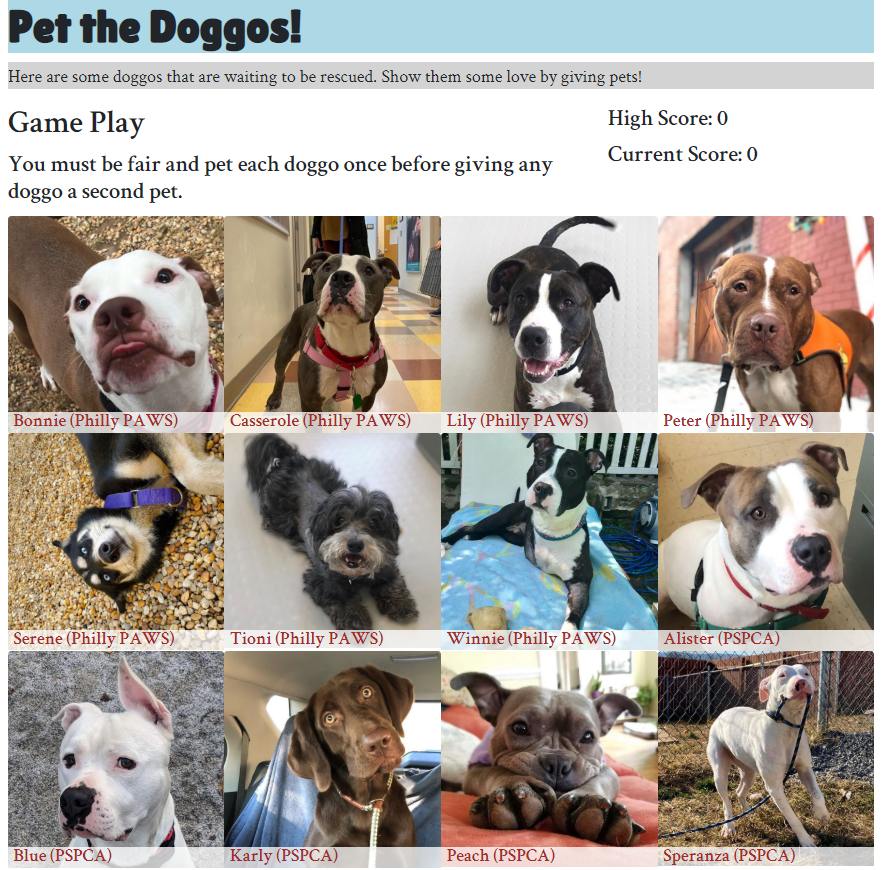 Pet the Doggos!
Here are some doggos that are waiting to be rescued. Show them some love by giving pets!
Game Play
You must be fair and pet each doggo once before giving any
doggo a second pet.
High Score: 0
Current Score: 0
Bonnie (Philly PAWS)
Casserole (Philly PAWS)
Lily (Philly PAWS)
Peter (Philly PAWS)
Serene (Philly PAWS)
Tioni (Philly PAWS)
Winnie (Philly PAWS)
Alister (PSPCA)
Blue (PSPCA)
Karly (PSPCA)
Peach (PSPCA)
Speranza (PSPCA)